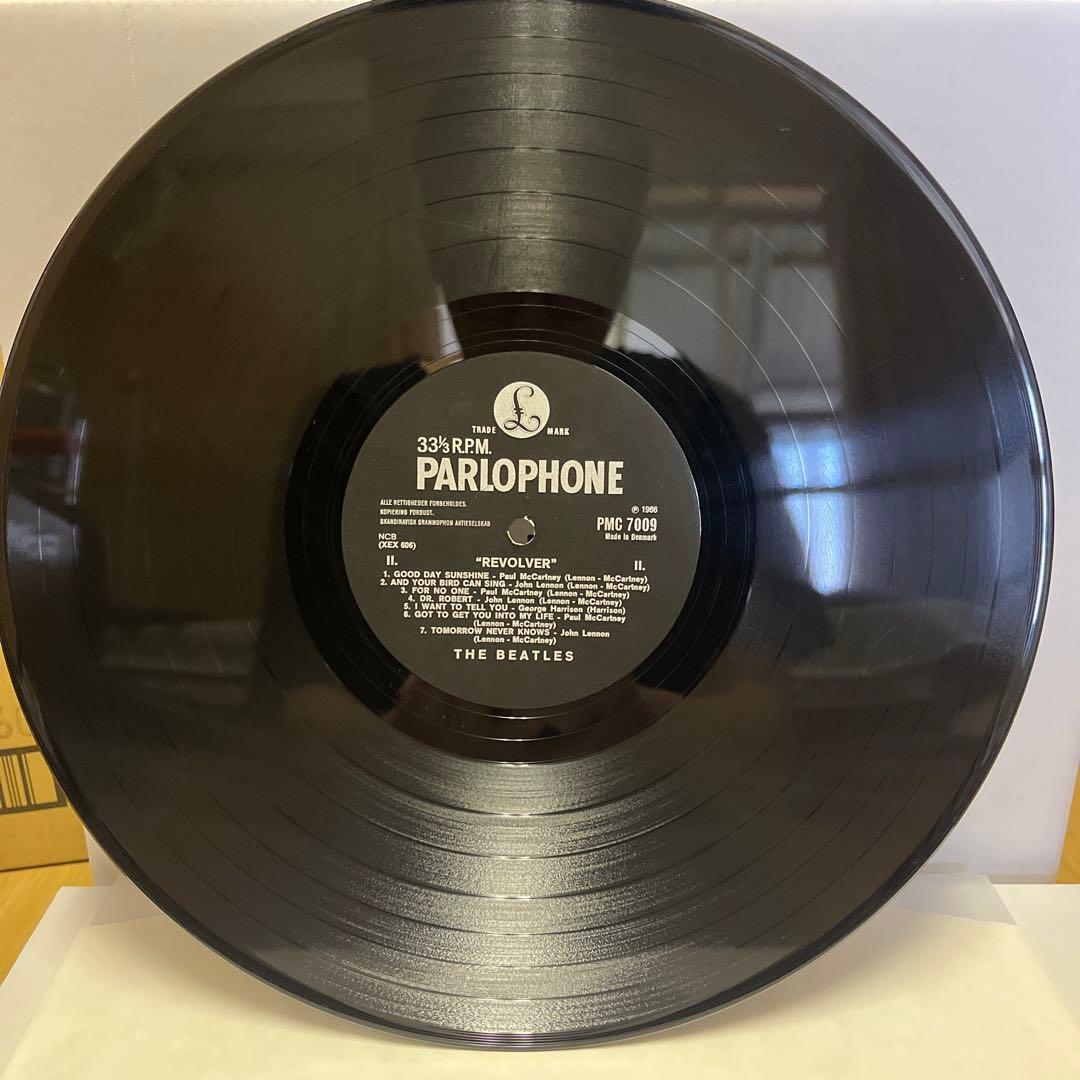 £
TRADE MARK
33⅓ R.P.M.
PARLOPHONE
ALLE RETTIGHEDER FORBEHOLDES.
KOPIERING FORBUDT.
SKANDINAVISK GRAMMOPHON AKTIESELSKAB
℗ 1966
PMC 7009
Made in Denmark
NCB
(XEX 606)
II. "REVOLVER" II.
1. GOOD DAY SUNSHINE - Paul McCartney (Lennon - McCartney)
2. AND YOUR BIRD CAN SING - John Lennon (Lennon - McCartney)
3. FOR NO ONE - Paul McCartney (Lennon - McCartney)
4. DR. ROBERT - John Lennon (Lennon - McCartney)
5. I WANT TO TELL YOU - George Harrison (Harrison)
6. GOT TO GET YOU INTO MY LIFE - Paul McCartney
(Lennon - McCartney)
7. TOMORROW NEVER KNOWS - John Lennon
(Lennon - McCartney)
THE BEATLES